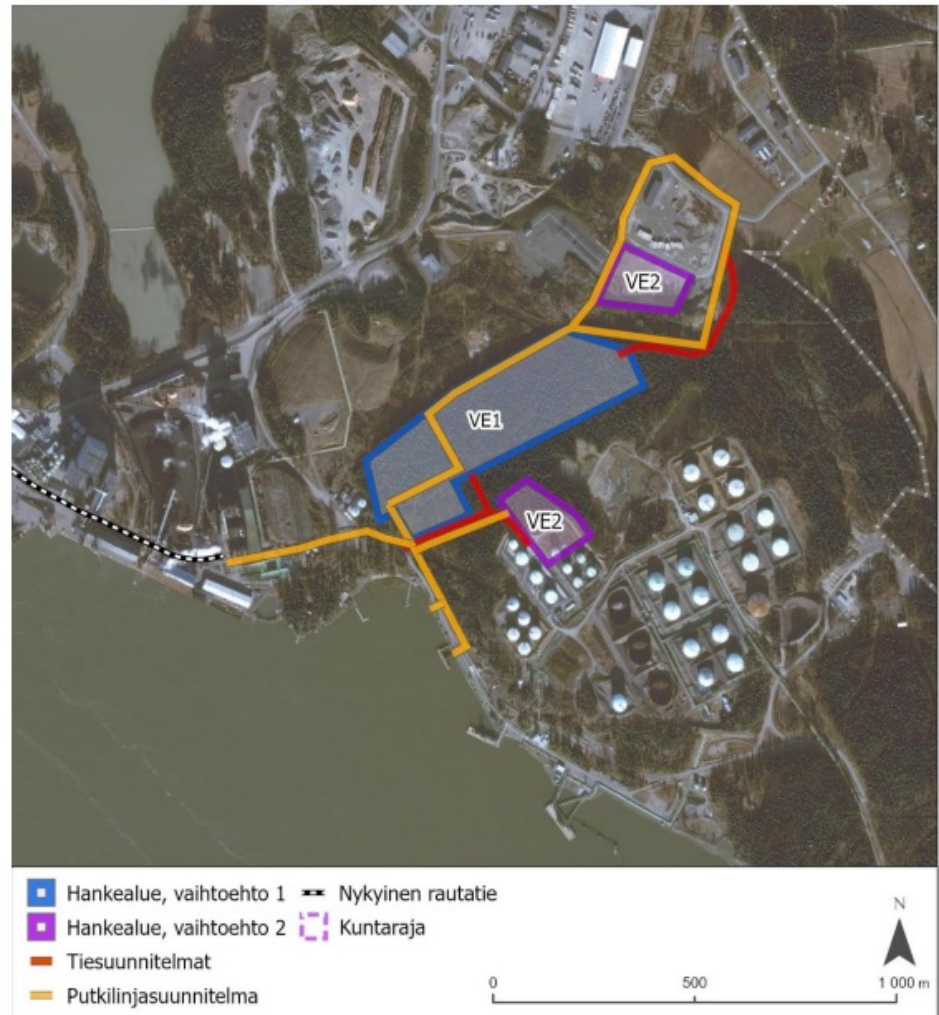 VE2
VE1
VE2
Hankealue, vaihtoehto 1
Nykyinen rautatie
Hankealue, vaihtoehto 2
Kuntaraja
Tiesuunnitelmat
Putkilinjasuunnitelma
N
0 500 1 000 m